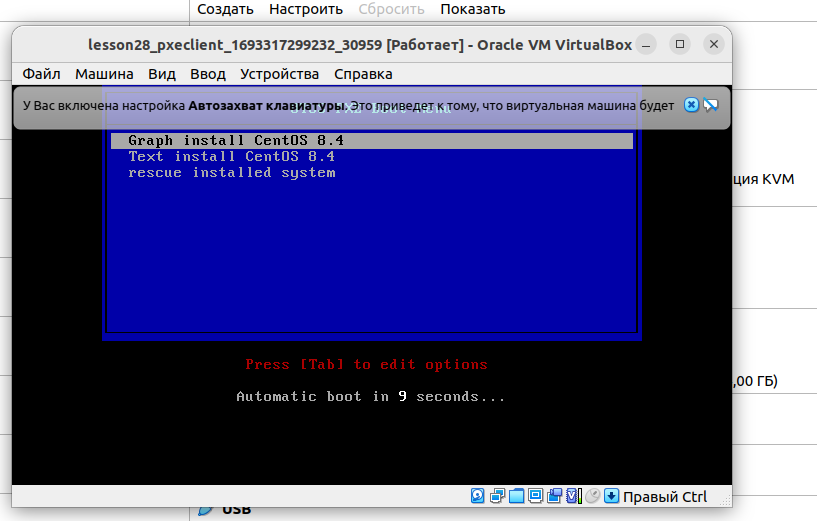 Создать Настроить Сбросить Показать
lesson28_pxeclient_1693317299232_30959 [Работает] - Oracle VM VirtualBox
Файл Машина Вид Ввод Устройства Справка
У Вас включена настройка Автозахват клавиатуры. Это приведет к тому, что виртуальная машина будет
Graph install CentOS 8.4
Text install CentOS 8.4
rescue installed system
ция KVM
Press [Tab] to edit options
,00 ГБ)
Automatic boot in 9 seconds...
Правый Ctrl
USB